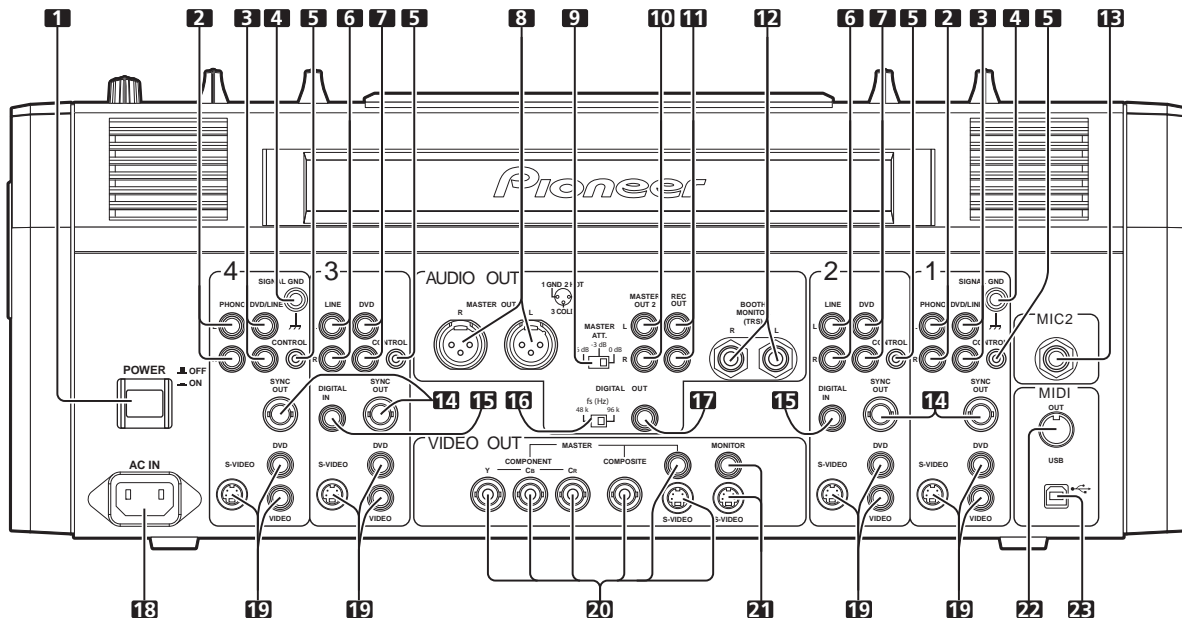 1 2 3 4 5 6 7 5 8 9 10 11 12 6 7 5 2 3 4 5 13
Pioneer
4
SIGNAL GND
PHONO DVD/LINE
L
CONTROL
R
SYNC OUT
DVD
S-VIDEO
VIDEO
3
LINE DVD
L
CONTROL
R
DIGITAL IN
SYNC OUT
DVD
S-VIDEO
VIDEO
POWER
OFF
ON
AC IN
AUDIO OUT
1 GND 2 HOT
3 COLD
MASTER OUT 1
R L
MASTER ATT.
-6 dB -3 dB 0 dB
MASTER OUT 2
L
R
REC OUT
BOOTH MONITOR (TRS)
R L
DIGITAL OUT
fs (Hz)
48 k 96 k
VIDEO OUT
MASTER
COMPONENT
Y CB CR
COMPOSITE
S-VIDEO
MONITOR
S-VIDEO
2
LINE DVD
L
CONTROL
R
DIGITAL IN
SYNC OUT
DVD
S-VIDEO
VIDEO
1
SIGNAL GND
PHONO DVD/LINE
L
CONTROL
R
SYNC OUT
DVD
S-VIDEO
VIDEO
MIC2
MIDI
OUT
USB
14 15 16 17 15 14
18 19 19 20 21 19 19 22 23